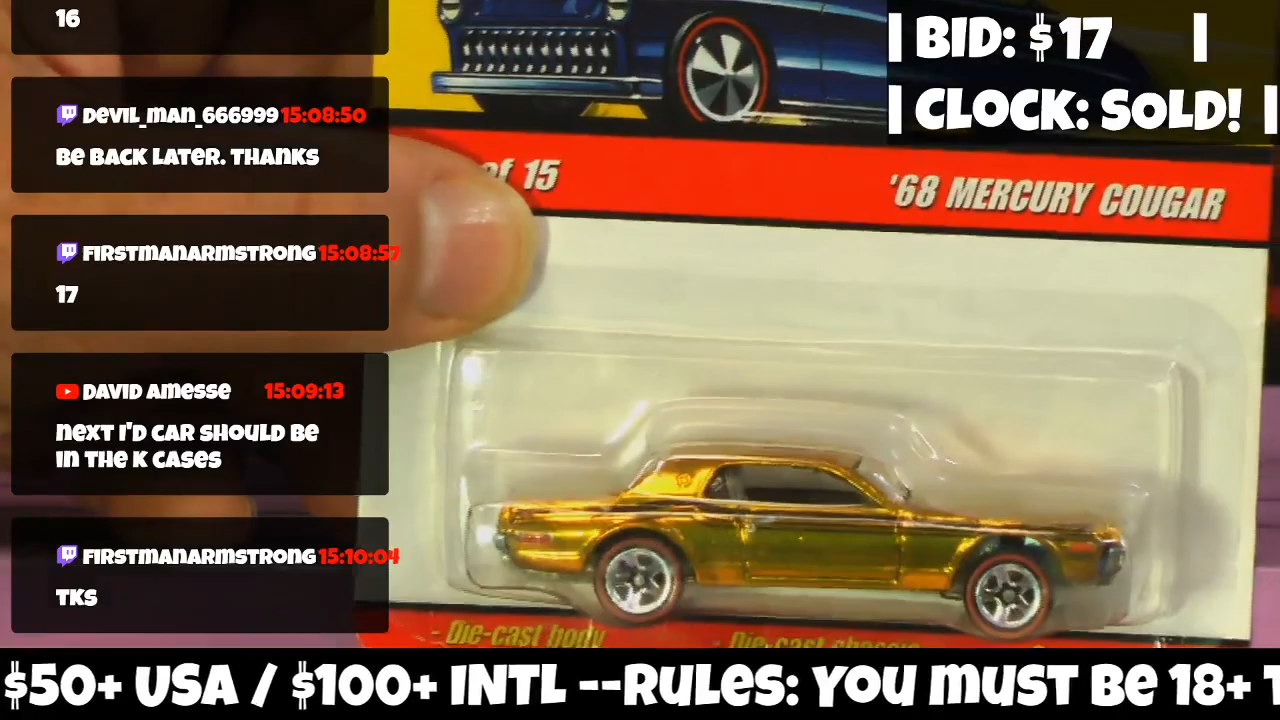 16
DEVIL_MAN_666999 15:08:50
BE BACK LATER. THANKS
FIRSTMANARMSTRONG 15:08:57
17
DAVID AMESSE 15:09:13
NEXT I'D CAR SHOULD BE
IN THE K CASES
FIRSTMANARMSTRONG 15:10:04
TKS
| BID: $17 |
| CLOCK: SOLD! |
of 15
'68 MERCURY COUGAR
- Die-cast body
- Die-cast chassis
$50+ USA / $100+ INTL --RULES: YOU MUST BE 18+ T